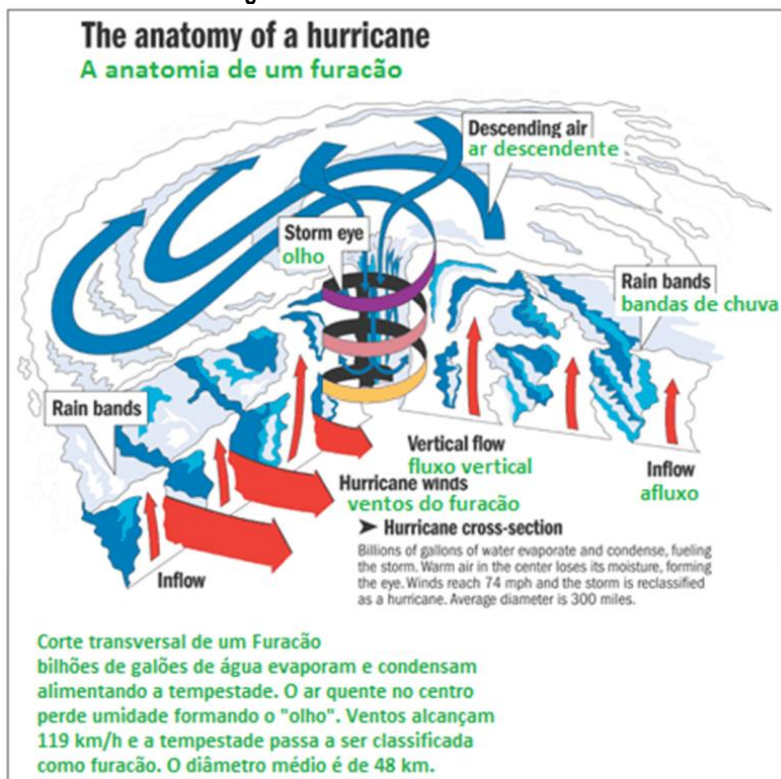 The anatomy of a hurricane
A anatomia de um furacão
Descending air
ar descendente
Storm eye
olho
Rain bands
bandas de chuva
Rain bands
Vertical flow
fluxo vertical
Hurricane winds
ventos do furacão
Inflow
afluxo
Inflow
➤ Hurricane cross-section
Billions of gallons of water evaporate and condense, fueling
the storm. Warm air in the center loses its moisture, forming
the eye. Winds reach 74 mph and the storm is reclassified
as a hurricane. Average diameter is 300 miles.
Corte transversal de um Furacão
bilhões de galões de água evaporam e condensam
alimentando a tempestade. O ar quente no centro
perde umidade formando o "olho". Ventos alcançam
119 km/h e a tempestade passa a ser classificada
como furacão. O diâmetro médio é de 48 km.